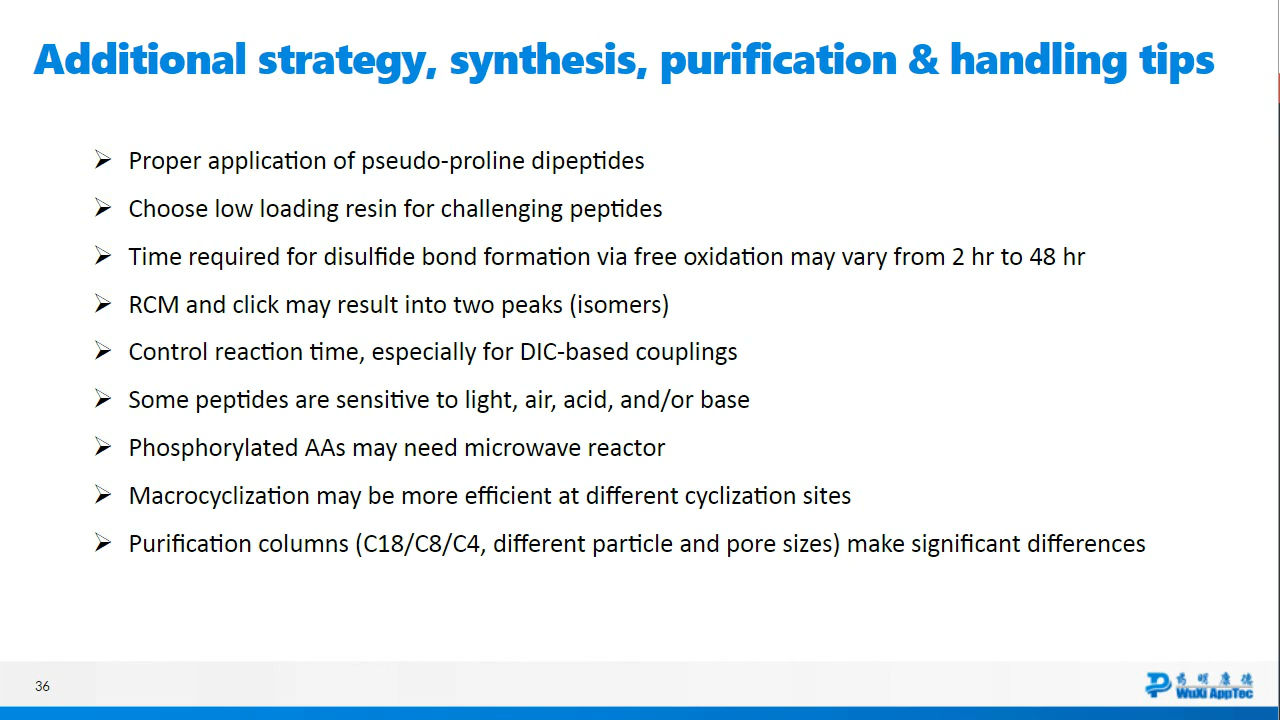 Additional strategy, synthesis, purification & handling tips
➢ Proper application of pseudo-proline dipeptides
➢ Choose low loading resin for challenging peptides
➢ Time required for disulfide bond formation via free oxidation may vary from 2 hr to 48 hr
➢ RCM and click may result into two peaks (isomers)
➢ Control reaction time, especially for DIC-based couplings
➢ Some peptides are sensitive to light, air, acid, and/or base
➢ Phosphorylated AAs may need microwave reactor
➢ Macrocyclization may be more efficient at different cyclization sites
➢ Purification columns (C18/C8/C4, different particle and pore sizes) make significant differences
36
药明康德
WuXi AppTec